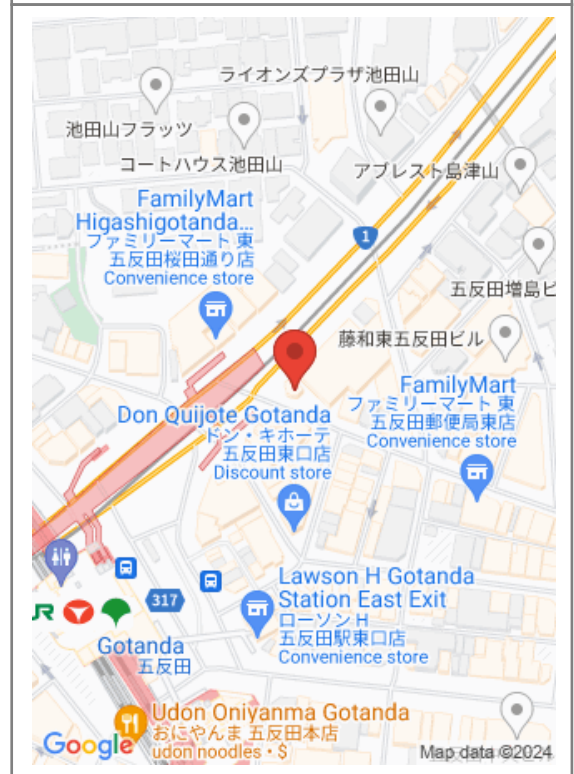 ライオンズプラザ池田山
池田山フラッツ
コートハウス池田山
アブレスト島津山
FamilyMart
Higashigotanda...
ファミリーマート 東
五反田桜田通り店
Convenience store
1
五反田増島ビ
藤和東五反田ビル
FamilyMart
ファミリーマート 東
五反田郵便局東店
Convenience store
Don Quijote Gotanda
ドン・キホーテ
五反田東口店
Discount store
Lawson H Gotanda
Station East Exit
ローソン H
五反田駅東口店
Convenience store
317
JR
Gotanda
五反田
Udon Oniyanma Gotanda
おにやんま 五反田本店
udon noodles • $
Google
Map data ©2024